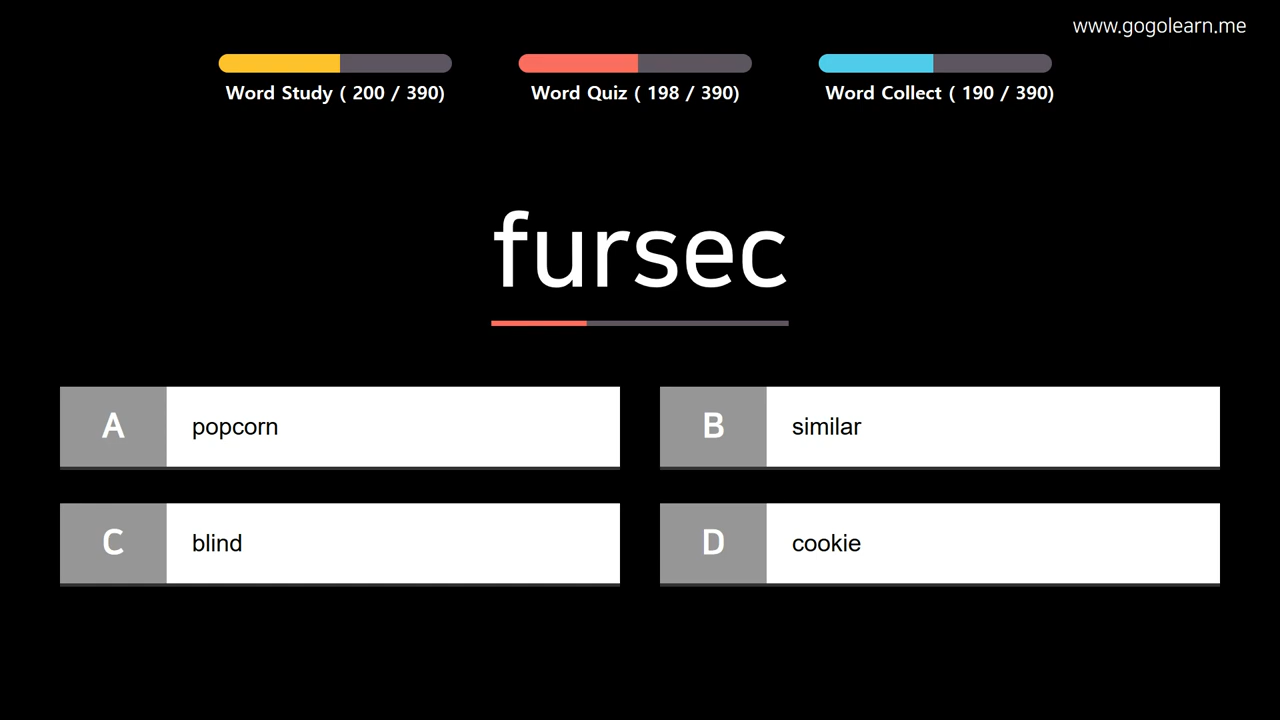 www.gogolearn.me
Word Study ( 200 / 390)
Word Quiz ( 198 / 390)
Word Collect ( 190 / 390)
fursec
A popcorn
B similar
C blind
D cookie